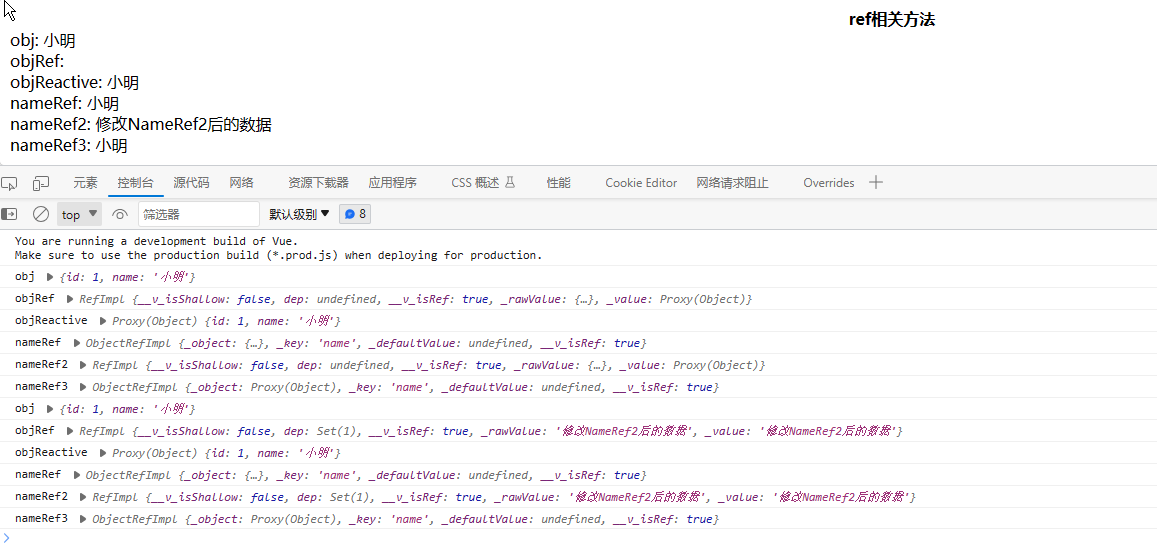 ref相关方法
obj: 小明
objRef:
objReactive: 小明
nameRef: 小明
nameRef2: 修改NameRef2后的数据
nameRef3: 小明
元素 控制台 源代码 网络 资源下载器 应用程序 CSS 概述 性能 Cookie Editor 网络请求阻止 Overrides
top 筛选器 默认级别 8
You are running a development build of Vue.
Make sure to use the production build (*.prod.js) when deploying for production.
obj ▶ {id: 1, name: '小明'}
objRef ▶ RefImpl {__v_isShallow: false, dep: undefined, __v_isRef: true, _rawValue: {…}, _value: Proxy(Object)}
objReactive ▶ Proxy(Object) {id: 1, name: '小明'}
nameRef ▶ ObjectRefImpl {_object: {…}, _key: 'name', _defaultValue: undefined, __v_isRef: true}
nameRef2 ▶ RefImpl {__v_isShallow: false, dep: undefined, __v_isRef: true, _rawValue: {…}, _value: Proxy(Object)}
nameRef3 ▶ ObjectRefImpl {_object: Proxy(Object), _key: 'name', _defaultValue: undefined, __v_isRef: true}
obj ▶ {id: 1, name: '小明'}
objRef ▶ RefImpl {__v_isShallow: false, dep: Set(1), __v_isRef: true, _rawValue: '修改NameRef2后的数据', _value: '修改NameRef2后的数据'}
objReactive ▶ Proxy(Object) {id: 1, name: '小明'}
nameRef ▶ ObjectRefImpl {_object: {…}, _key: 'name', _defaultValue: undefined, __v_isRef: true}
nameRef2 ▶ RefImpl {__v_isShallow: false, dep: Set(1), __v_isRef: true, _rawValue: '修改NameRef2后的数据', _value: '修改NameRef2后的数据'}
nameRef3 ▶ ObjectRefImpl {_object: Proxy(Object), _key: 'name', _defaultValue: undefined, __v_isRef: true}